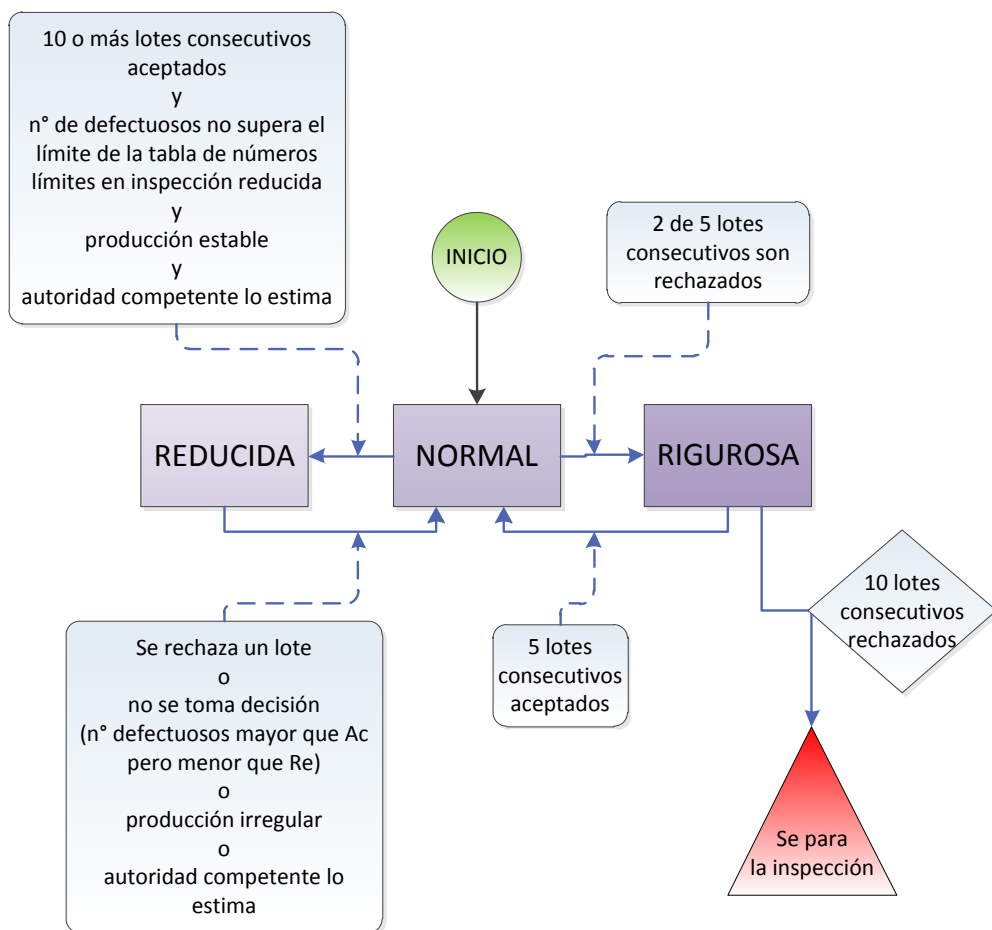 10 o más lotes consecutivos
aceptados
y
n° de defectuosos no supera el
límite de la tabla de números
límites en inspección reducida
y
producción estable
y
autoridad competente lo estima
INICIO
2 de 5 lotes
consecutivos son
rechazados
REDUCIDA
NORMAL
RIGUROSA
Se rechaza un lote
o
no se toma decisión
(n° defectuosos mayor que Ac
pero menor que Re)
o
producción irregular
o
autoridad competente lo
estima
5 lotes
consecutivos
aceptados
10 lotes
consecutivos
rechazados
Se para
la inspección